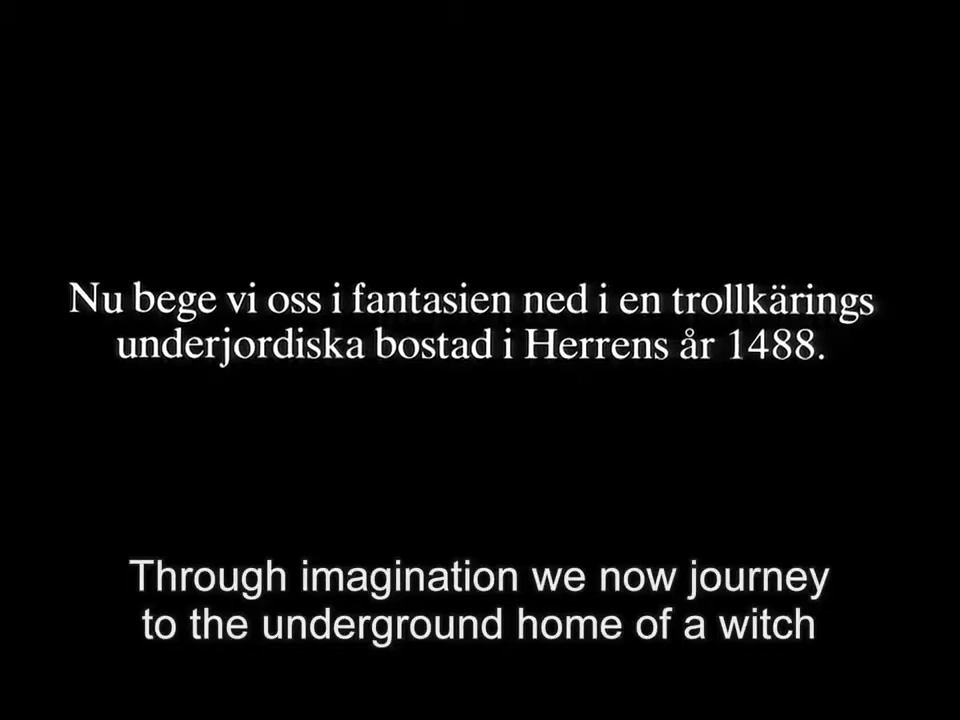 Nu bege vi oss i fantasien ned i en trollkärings
underjordiska bostad i Herrens år 1488.
Through imagination we now journey
to the underground home of a witch